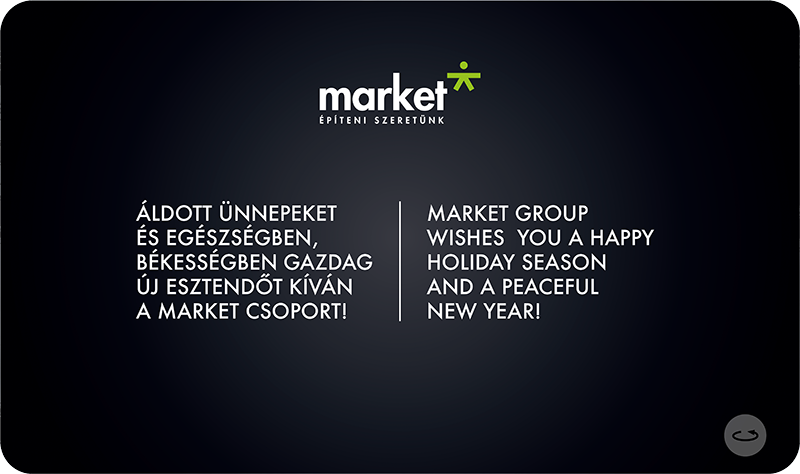 market
ÉPÍTENI SZERETÜNK
ÁLDOTT ÜNNEPEKET
ÉS EGÉSZSÉGBEN,
BÉKESSÉGBEN GAZDAG
ÚJ ESZTENDŐT KÍVÁN
A MARKET CSOPORT!
MARKET GROUP
WISHES  YOU A HAPPY
HOLIDAY SEASON
AND A PEACEFUL
NEW YEAR!